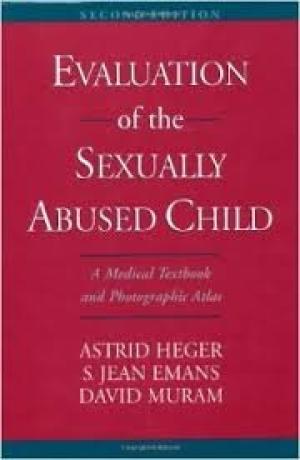 SECOND EDITION
EVALUATION
of the
SEXUALLY
ABUSED CHILD
A Medical Textbook
and Photographic Atlas
ASTRID HEGER
S. JEAN EMANS
DAVID MURAM